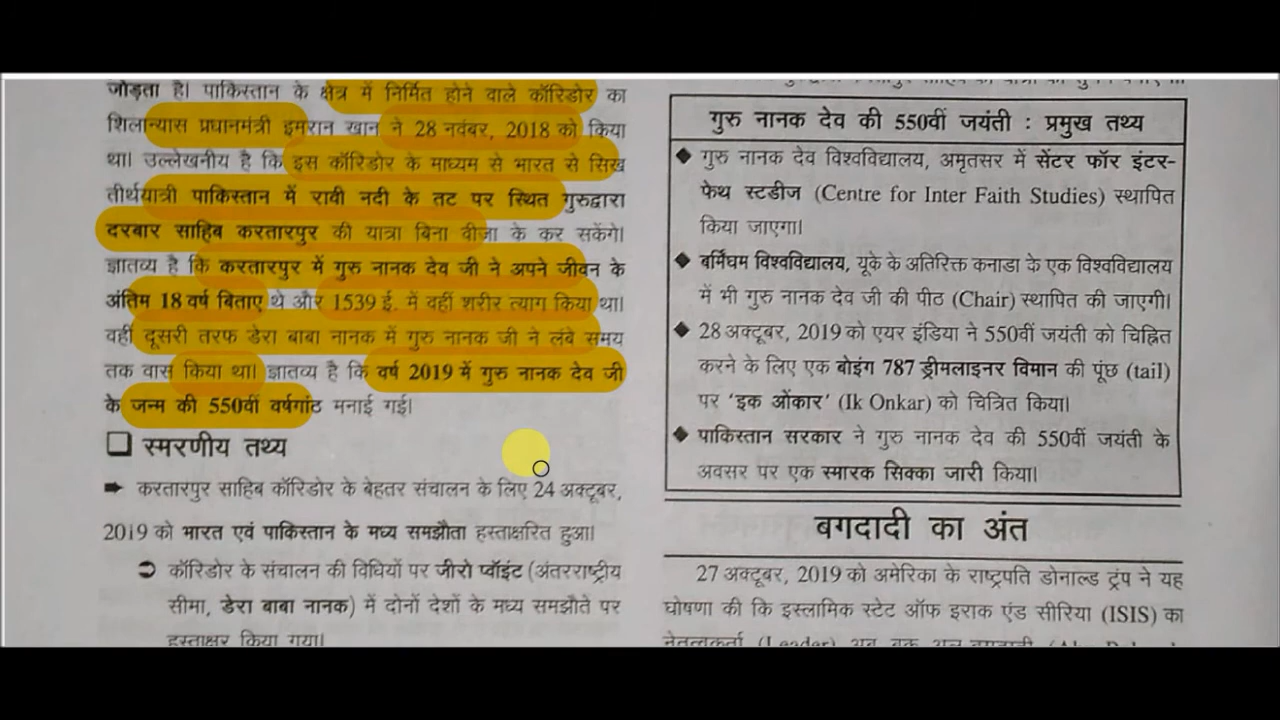 जोड़ता है। पाकिस्तान के क्षेत्र में निर्मित होने वाले कॉरिडोर का
शिलान्यास प्रधानमंत्री इमरान खान ने 28 नवंबर, 2018 को किया
था। उल्लेखनीय है कि इस कॉरिडोर के माध्यम से भारत से सिख
तीर्थयात्री पाकिस्तान में रावी नदी के तट पर स्थित गुरुद्वारा
दरबार साहिब करतारपुर की यात्रा बिना वीजा के कर सकेंगे।
ज्ञातव्य है कि करतारपुर में गुरु नानक देव जी ने अपने जीवन के
अंतिम 18 वर्ष बिताए थे और 1539 ई. में वहीं शरीर त्याग किया था।
वहीं दूसरी तरफ डेरा बाबा नानक में गुरु नानक जी ने लंबे समय
तक वास किया था। ज्ञातव्य है कि वर्ष 2019 में गुरु नानक देव जी
के जन्म की 550वीं वर्षगांठ मनाई गई।
❑ स्मरणीय तथ्य
➨ करतारपुर साहिब कॉरिडोर के बेहतर संचालन के लिए 24 अक्टूबर,
2019 को भारत एवं पाकिस्तान के मध्य समझौता हस्ताक्षरित हुआ।
➲ कॉरिडोर के संचालन की विधियों पर जीरो प्वॉइंट (अंतरराष्ट्रीय
सीमा, डेरा बाबा नानक) में दोनों देशों के मध्य समझौते पर
हस्ताक्षर किया गया।
गुरु नानक देव की 550वीं जयंती : प्रमुख तथ्य
◆ गुरु नानक देव विश्वविद्यालय, अमृतसर में सेंटर फॉर इंटर-
फेथ स्टडीज (Centre for Inter Faith Studies) स्थापित
किया जाएगा।
◆ बर्मिंघम विश्वविद्यालय, यूके के अतिरिक्त कनाडा के एक विश्वविद्यालय
में भी गुरु नानक देव जी की पीठ (Chair) स्थापित की जाएगी।
◆ 28 अक्टूबर, 2019 को एयर इंडिया ने 550वीं जयंती को चिह्नित
करने के लिए एक बोइंग 787 ड्रीमलाइनर विमान की पूंछ (tail)
पर ‘इक ओंकार’ (Ik Onkar) को चित्रित किया।
◆ पाकिस्तान सरकार ने गुरु नानक देव की 550वीं जयंती के
अवसर पर एक स्मारक सिक्का जारी किया।
बगदादी का अंत
27 अक्टूबर, 2019 को अमेरिका के राष्ट्रपति डोनाल्ड ट्रंप ने यह
घोषणा की कि इस्लामिक स्टेट ऑफ इराक एंड सीरिया (ISIS) का
नेतृत्वकर्ता (Leader) अबू बक्र अल-बगदादी